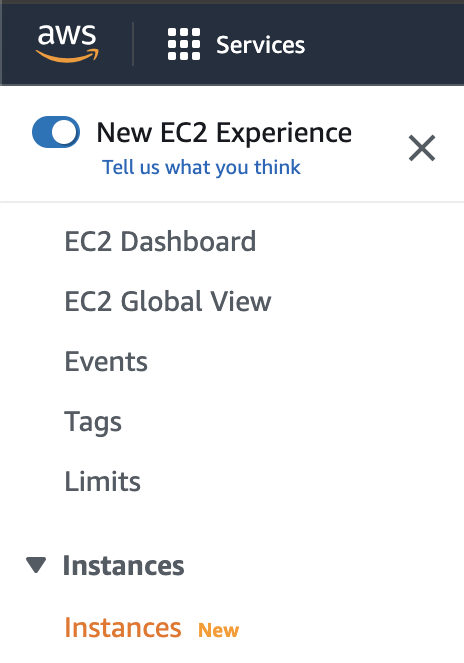 aws
Services
New EC2 Experience
Tell us what you think
EC2 Dashboard
EC2 Global View
Events
Tags
Limits
Instances
Instances New